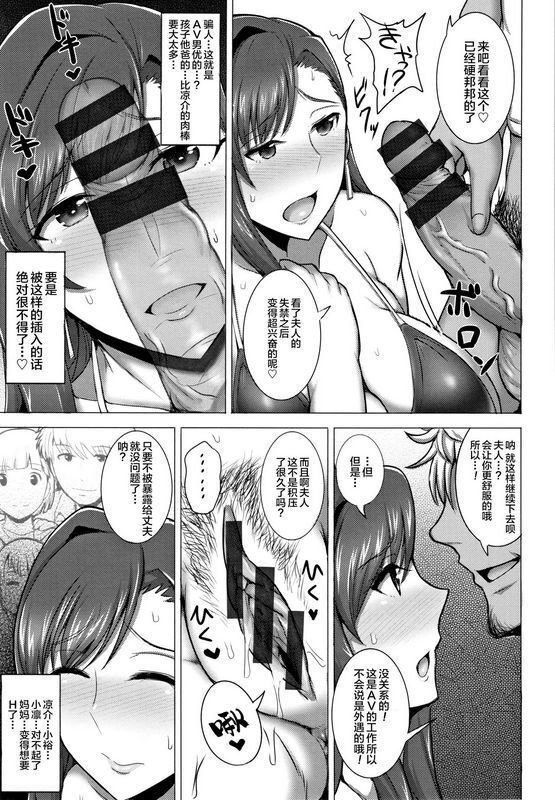 来吧看看这个
已经硬邦邦的了♡
きゃっ!?
ボロ
看了夫人的
失禁之后
变得超兴奋的呢♡
骗人…这就是
AV男优的…?
孩子他爸的…比凉介的肉棒
要大太多…
ドキ♡
ドキ
要是
被这样的插入的话
绝对很不得了…♡
呐 就这样继续下去呗
夫人…?
会让你更舒服的哦
所以…!
…但
但是…
没关系的!
这是AV的工作所以
不会说是外遇的哦!
而且啊夫人
这不是积压
了很久了吗?
……
ひく
ひく♡
只要不被暴露给丈夫
就没问题了…
呐?
凉介…小裕
小凛…对不起了
妈妈…变得想要
H了…